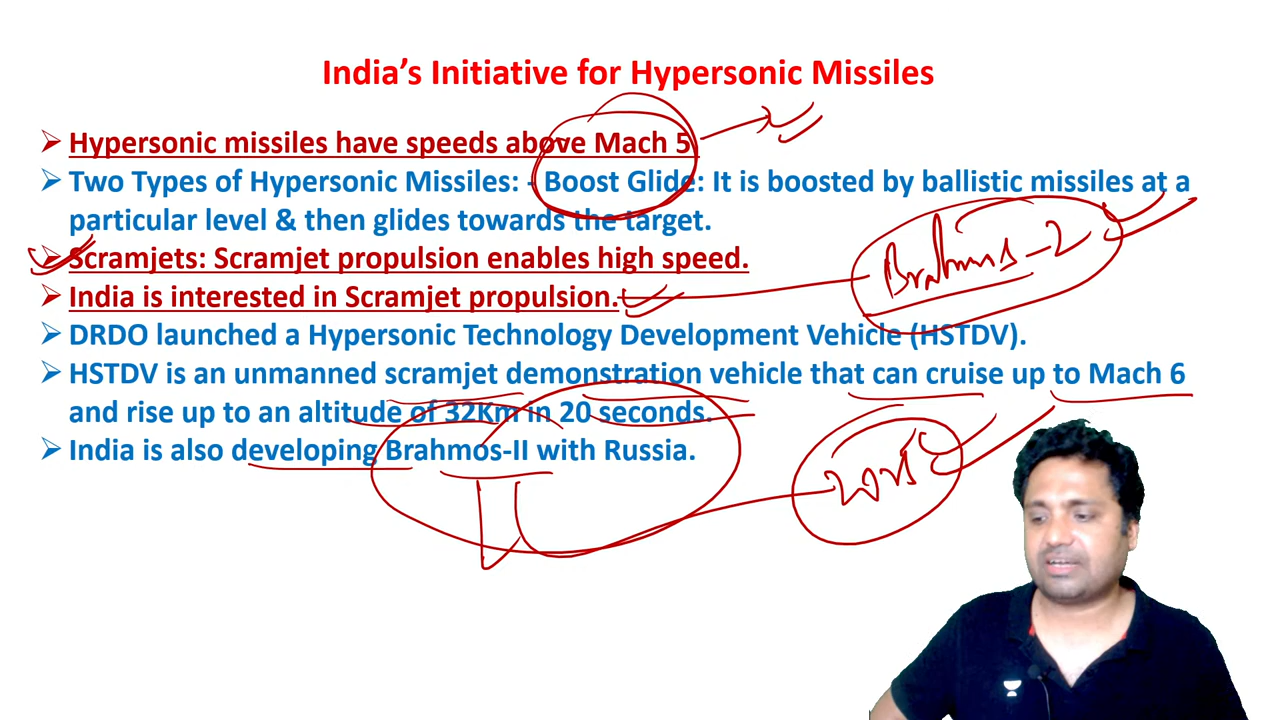 India’s Initiative for Hypersonic Missiles
➢ Hypersonic missiles have speeds above Mach 5.
➢ Two Types of Hypersonic Missiles: - Boost Glide: It is boosted by ballistic missiles at a
particular level & then glides towards the target.
➢ Scramjets: Scramjet propulsion enables high speed.
Brahmos-2
➢ India is interested in Scramjet propulsion.
➢ DRDO launched a Hypersonic Technology Development Vehicle (HSTDV).
➢ HSTDV is an unmanned scramjet demonstration vehicle that can cruise up to Mach 6
and rise up to an altitude of 32Km in 20 seconds.
➢ India is also developing Brahmos-II with Russia.